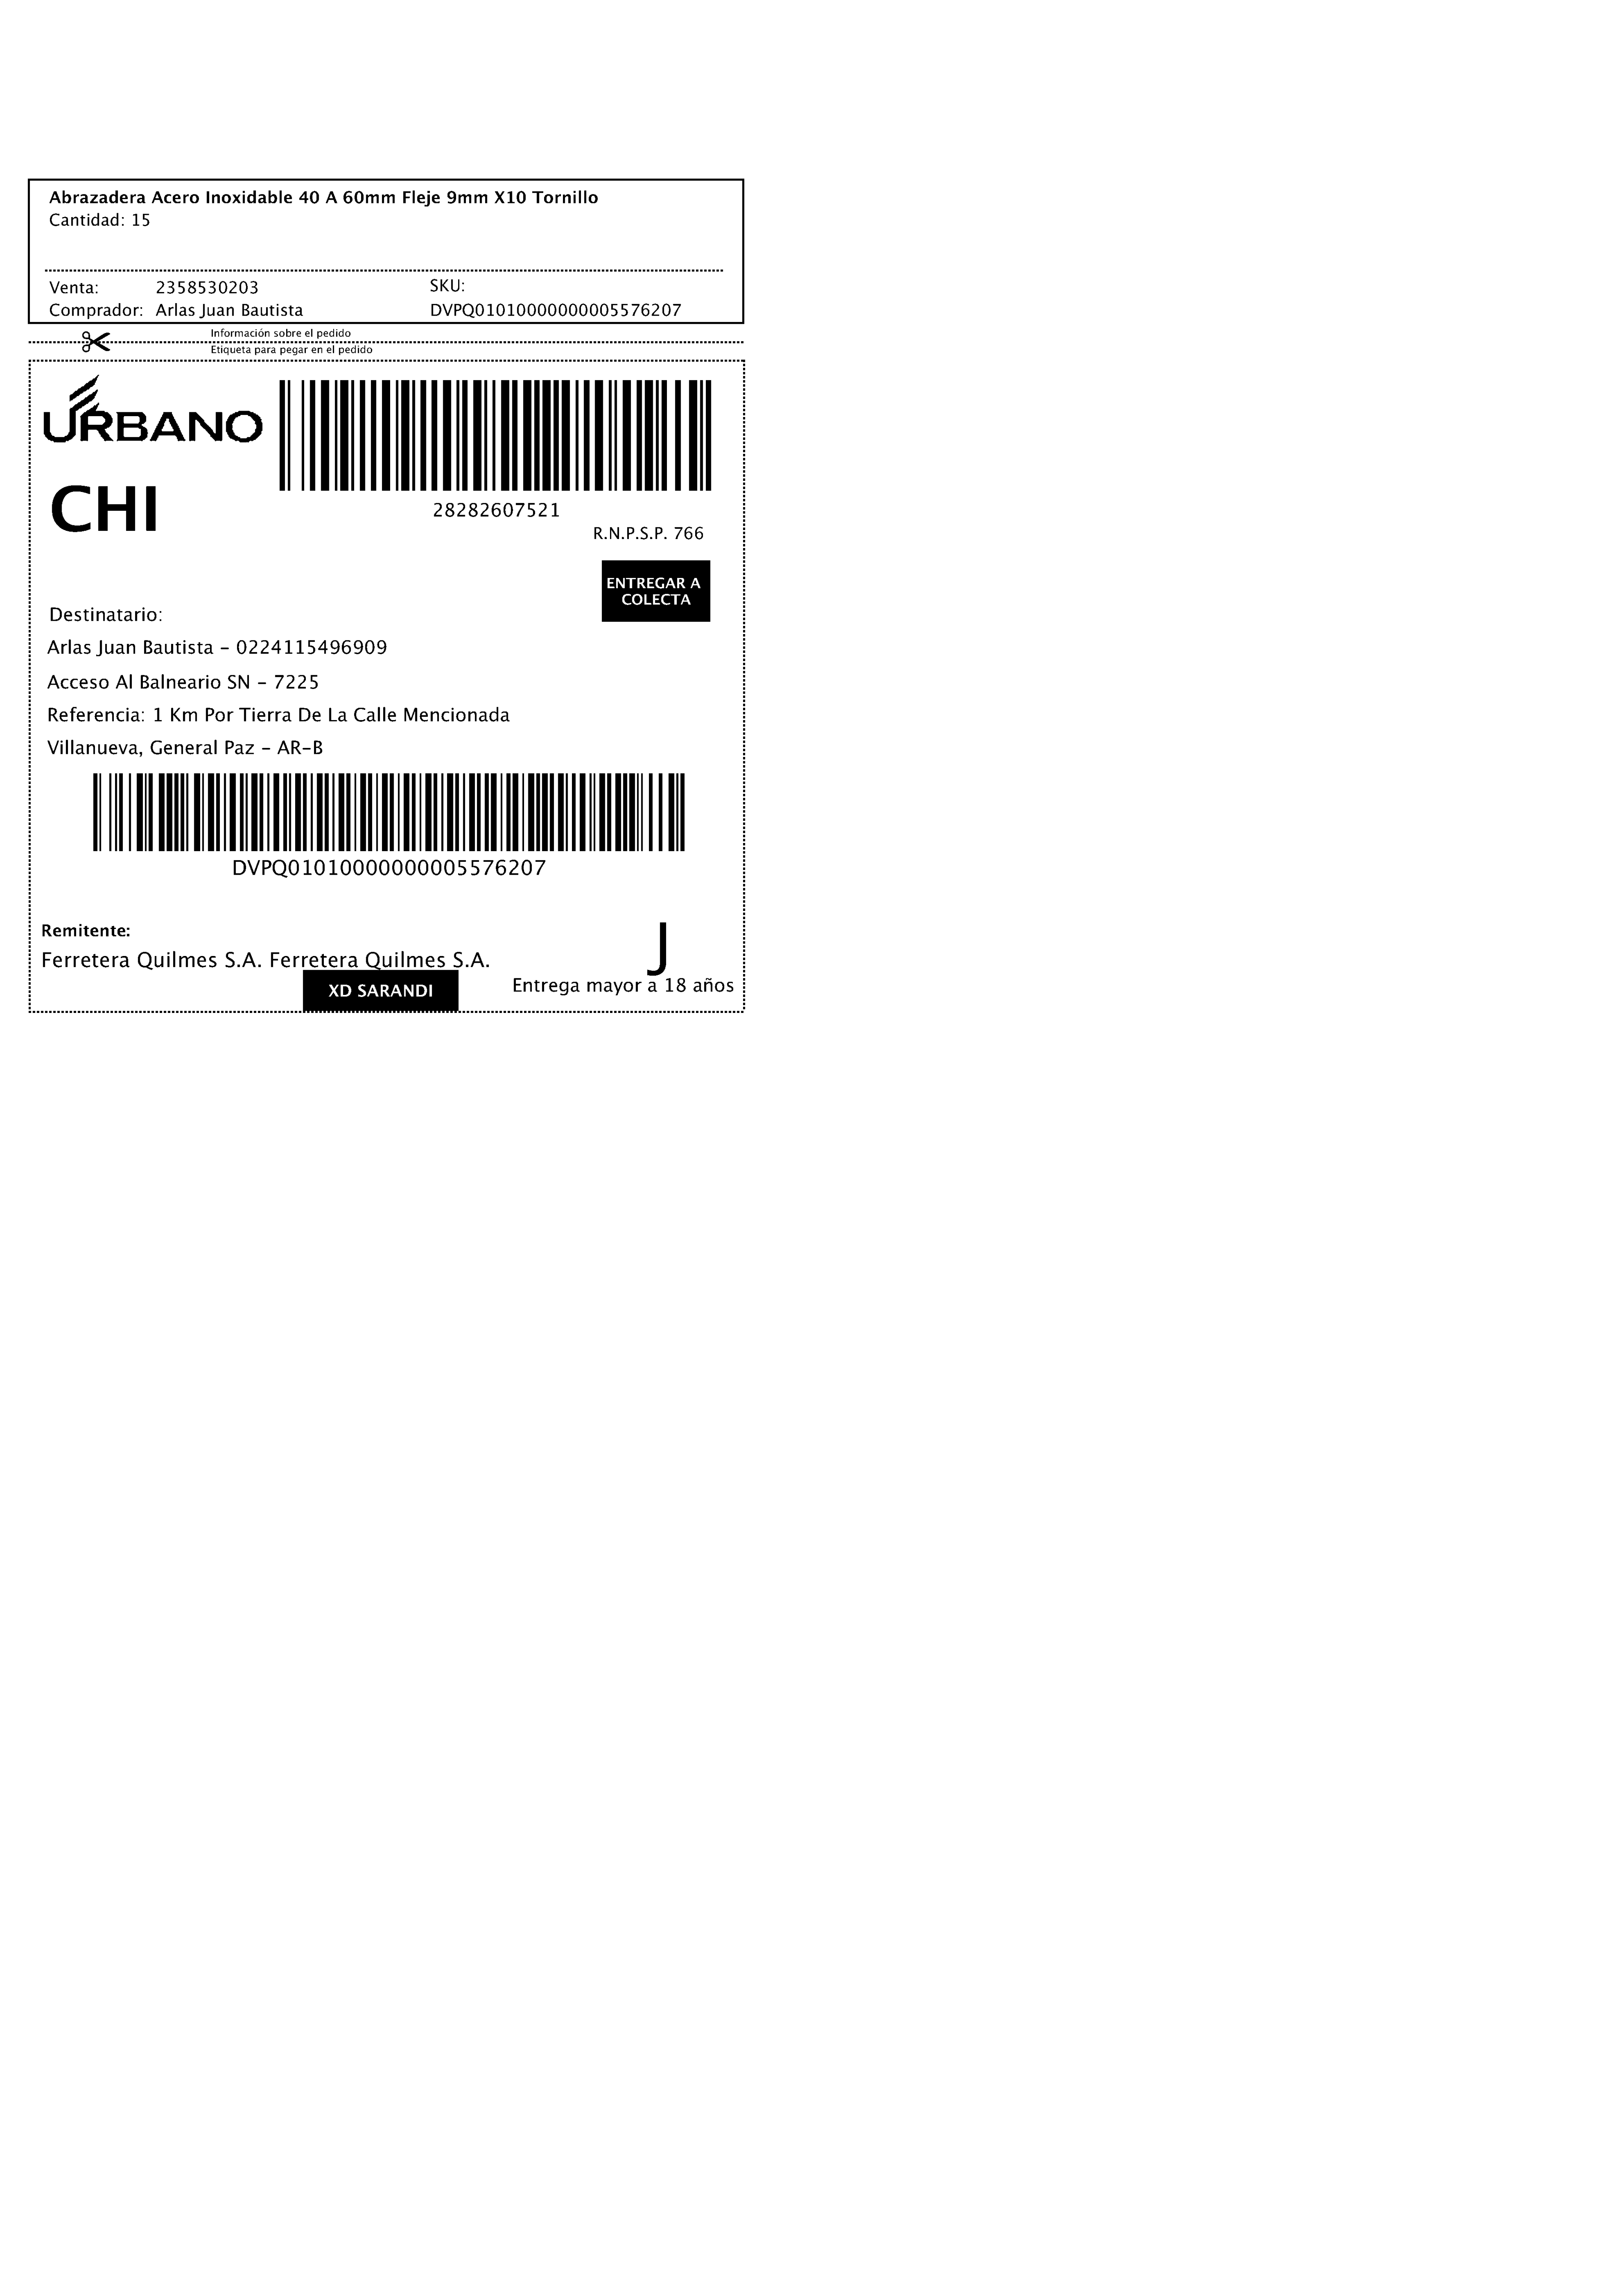 Abrazadera Acero Inoxidable 40 A 60mm Fleje 9mm X10 Tornillo
Cantidad: 15
Venta: 2358530203 SKU:
Comprador: Arlas Juan Bautista DVPQ01010000000005576207
Información sobre el pedido
Etiqueta para pegar en el pedido
URBANO
CHI
28282607521
R.N.P.S.P. 766
ENTREGAR A
COLECTA
Destinatario:
Arlas Juan Bautista – 0224115496909
Acceso Al Balneario SN – 7225
Referencia: 1 Km Por Tierra De La Calle Mencionada
Villanueva, General Paz – AR–B
DVPQ01010000000005576207
Remitente:
J
Ferretera Quilmes S.A. Ferretera Quilmes S.A.
Entrega mayor a 18 años
XD SARANDI